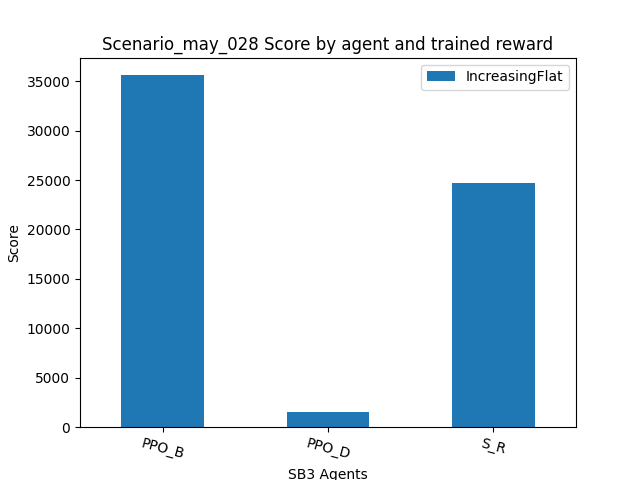 Scenario_may_028 Score by agent and trained reward
IncreasingFlat
35000
30000
25000
20000
15000
10000
5000
0
Score
PPO_B
PPO_D
S_R
SB3 Agents